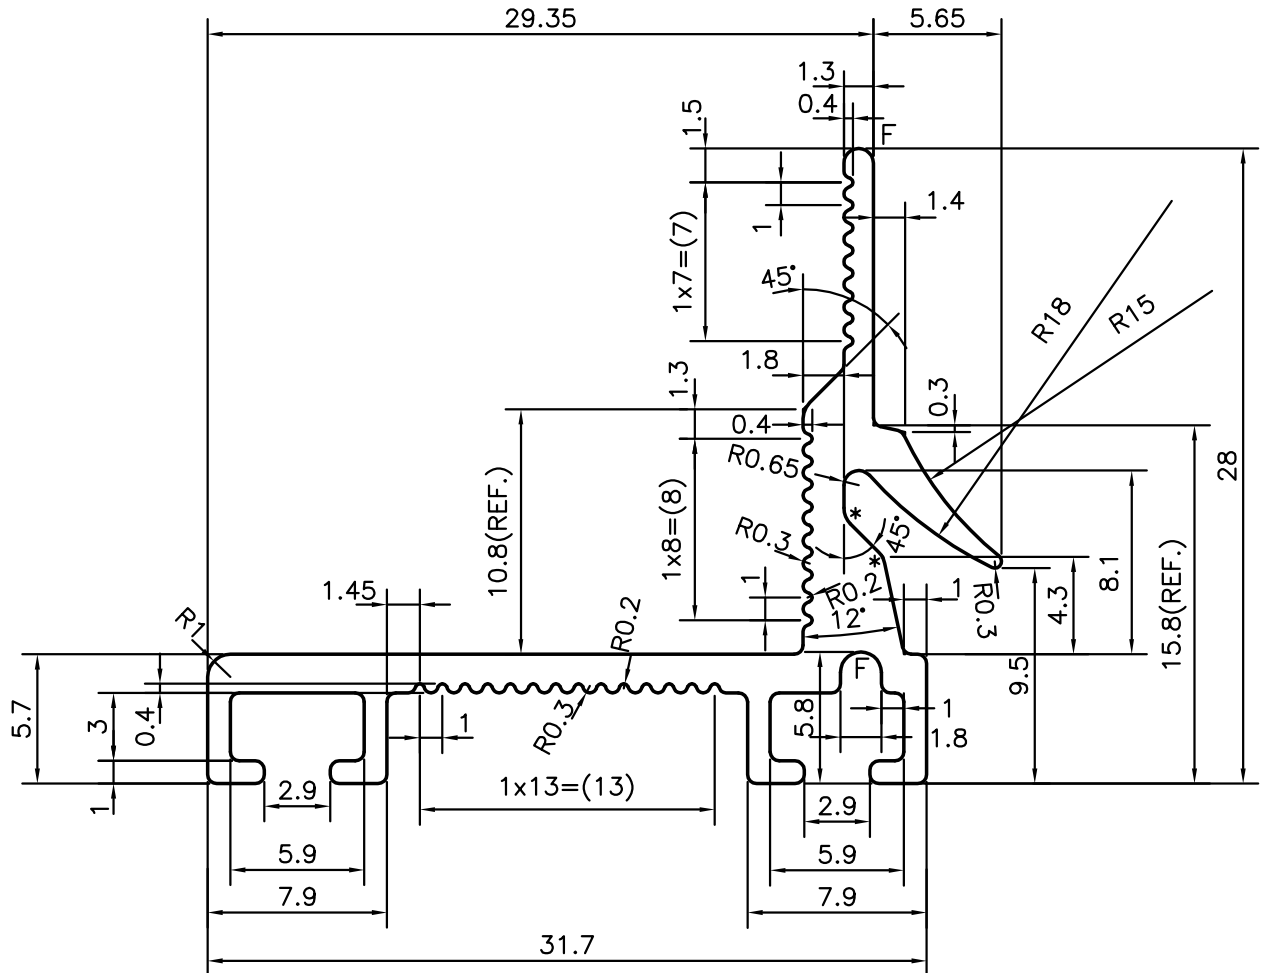 29.35
5.65
1.3
0.4
F
1.5
1
1.4
1x7=(7)
45°
R18
R15
1.8
1.3
0.3
0.4
28
R0.65
10.8(REF.)
1x8=(8)
*
R0.3
45°
*
8.1
15.8(REF.)
1
R0.2
1
1.45
R0.3
4.3
12°
R1
R0.2
9.5
F
5.7
3
0.4
1
R0.3
5.8
1
1.8
1
2.9
1x13=(13)
2.9
5.9
5.9
7.9
7.9
31.7